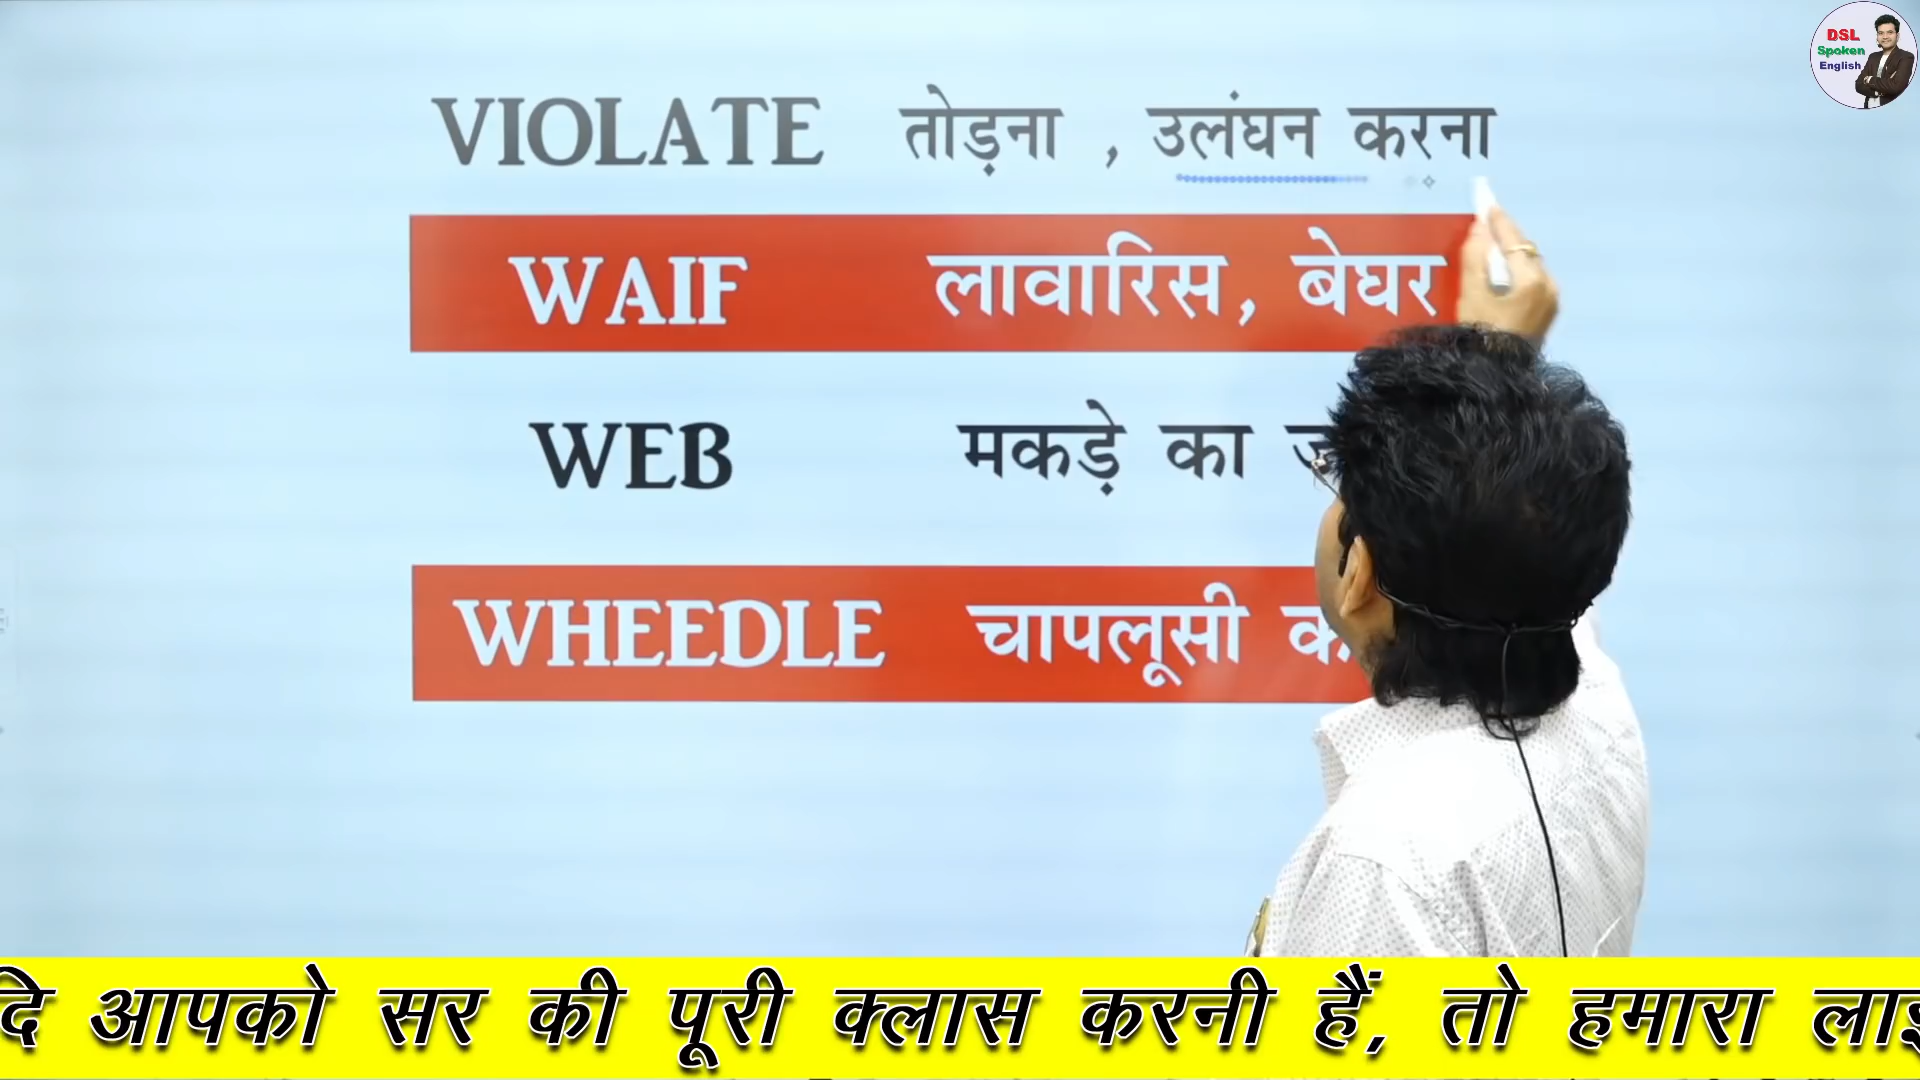 DSL
Spoken
English
VIOLATE तोड़ना , उलंघन करना
WAIF लावारिस, बेघर
WEB मकड़े का
WHEEDLE चापलूसी
आपको सर की पूरी क्लास करनी हैं, तो हमारा